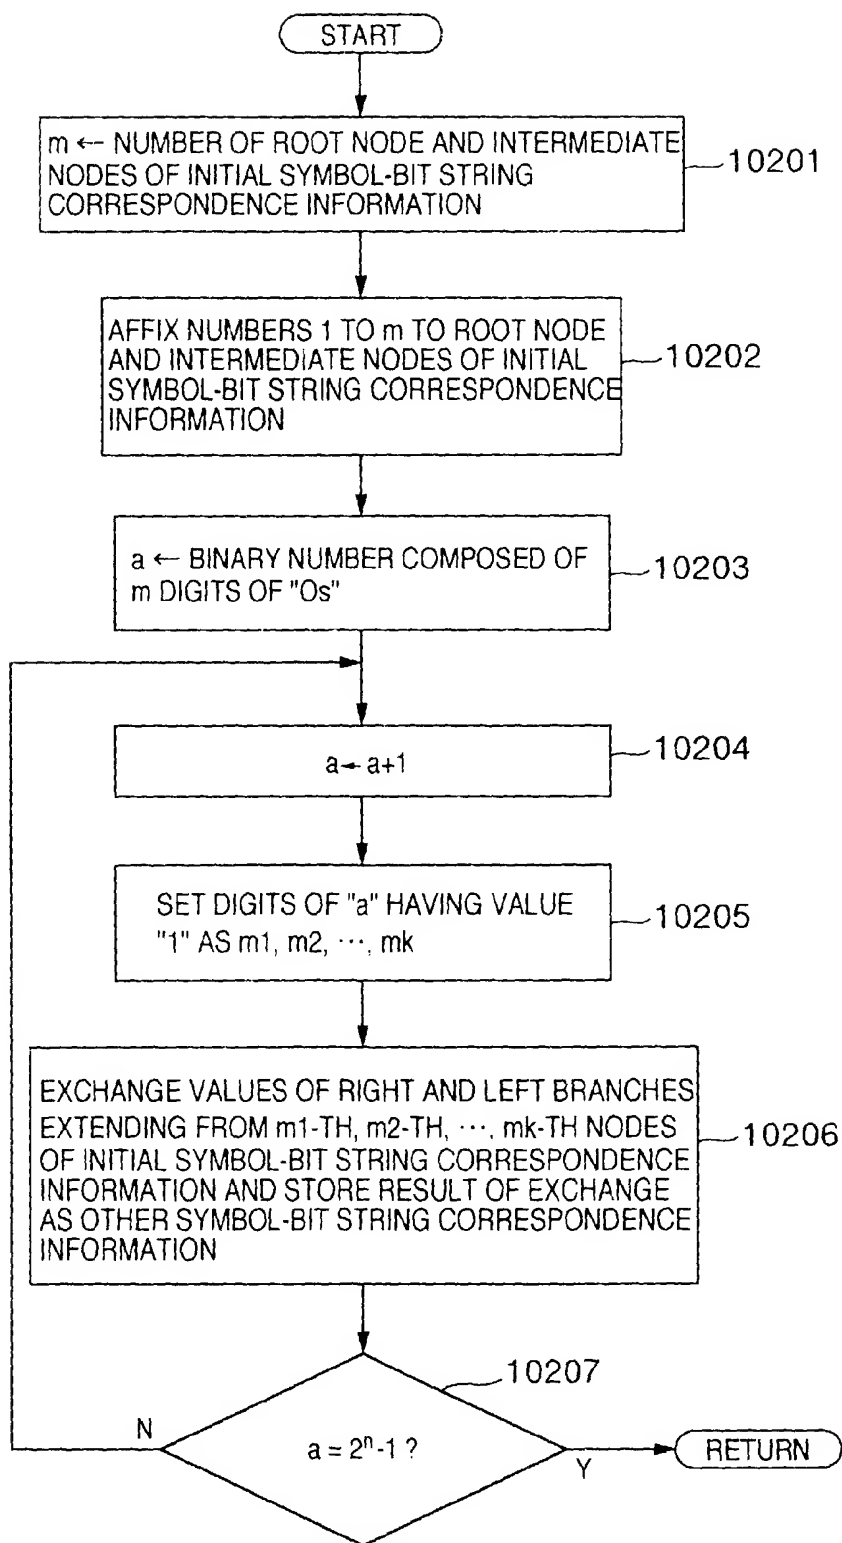 START
m ← NUMBER OF ROOT NODE AND INTERMEDIATE
NODES OF INITIAL SYMBOL-BIT STRING
CORRESPONDENCE INFORMATION
10201
AFFIX NUMBERS 1 TO m TO ROOT NODE
AND INTERMEDIATE NODES OF INITIAL
SYMBOL-BIT STRING CORRESPONDENCE
INFORMATION
10202
a ← BINARY NUMBER COMPOSED OF
m DIGITS OF "0s"
10203
a ← a+1
10204
SET DIGITS OF "a" HAVING VALUE
"1" AS m1, m2, ···, mk
10205
EXCHANGE VALUES OF RIGHT AND LEFT BRANCHES
EXTENDING FROM m1-TH, m2-TH, ···, mk-TH NODES
OF INITIAL SYMBOL-BIT STRING CORRESPONDENCE
INFORMATION AND STORE RESULT OF EXCHANGE
AS OTHER SYMBOL-BIT STRING CORRESPONDENCE
INFORMATION
10206
10207
N
a = 2ⁿ-1 ?
Y
RETURN